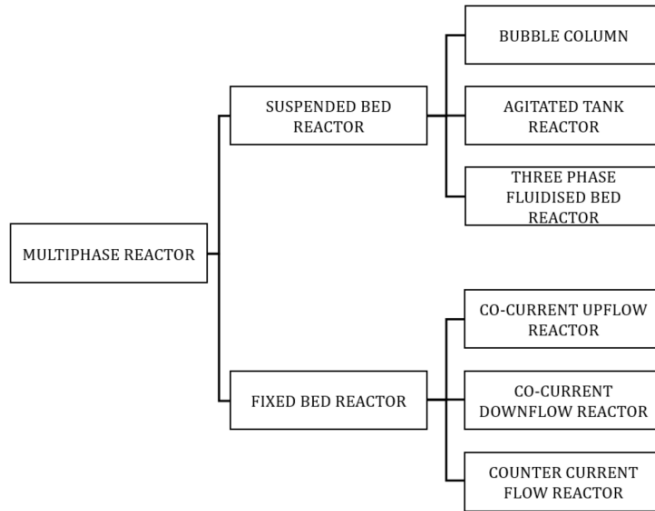 BUBBLE COLUMN
SUSPENDED BED
REACTOR
AGITATED TANK
REACTOR
THREE PHASE
FLUIDISED BED
REACTOR
MULTIPHASE REACTOR
CO-CURRENT UPFLOW
REACTOR
FIXED BED REACTOR
CO-CURRENT
DOWNFLOW REACTOR
COUNTER CURRENT
FLOW REACTOR